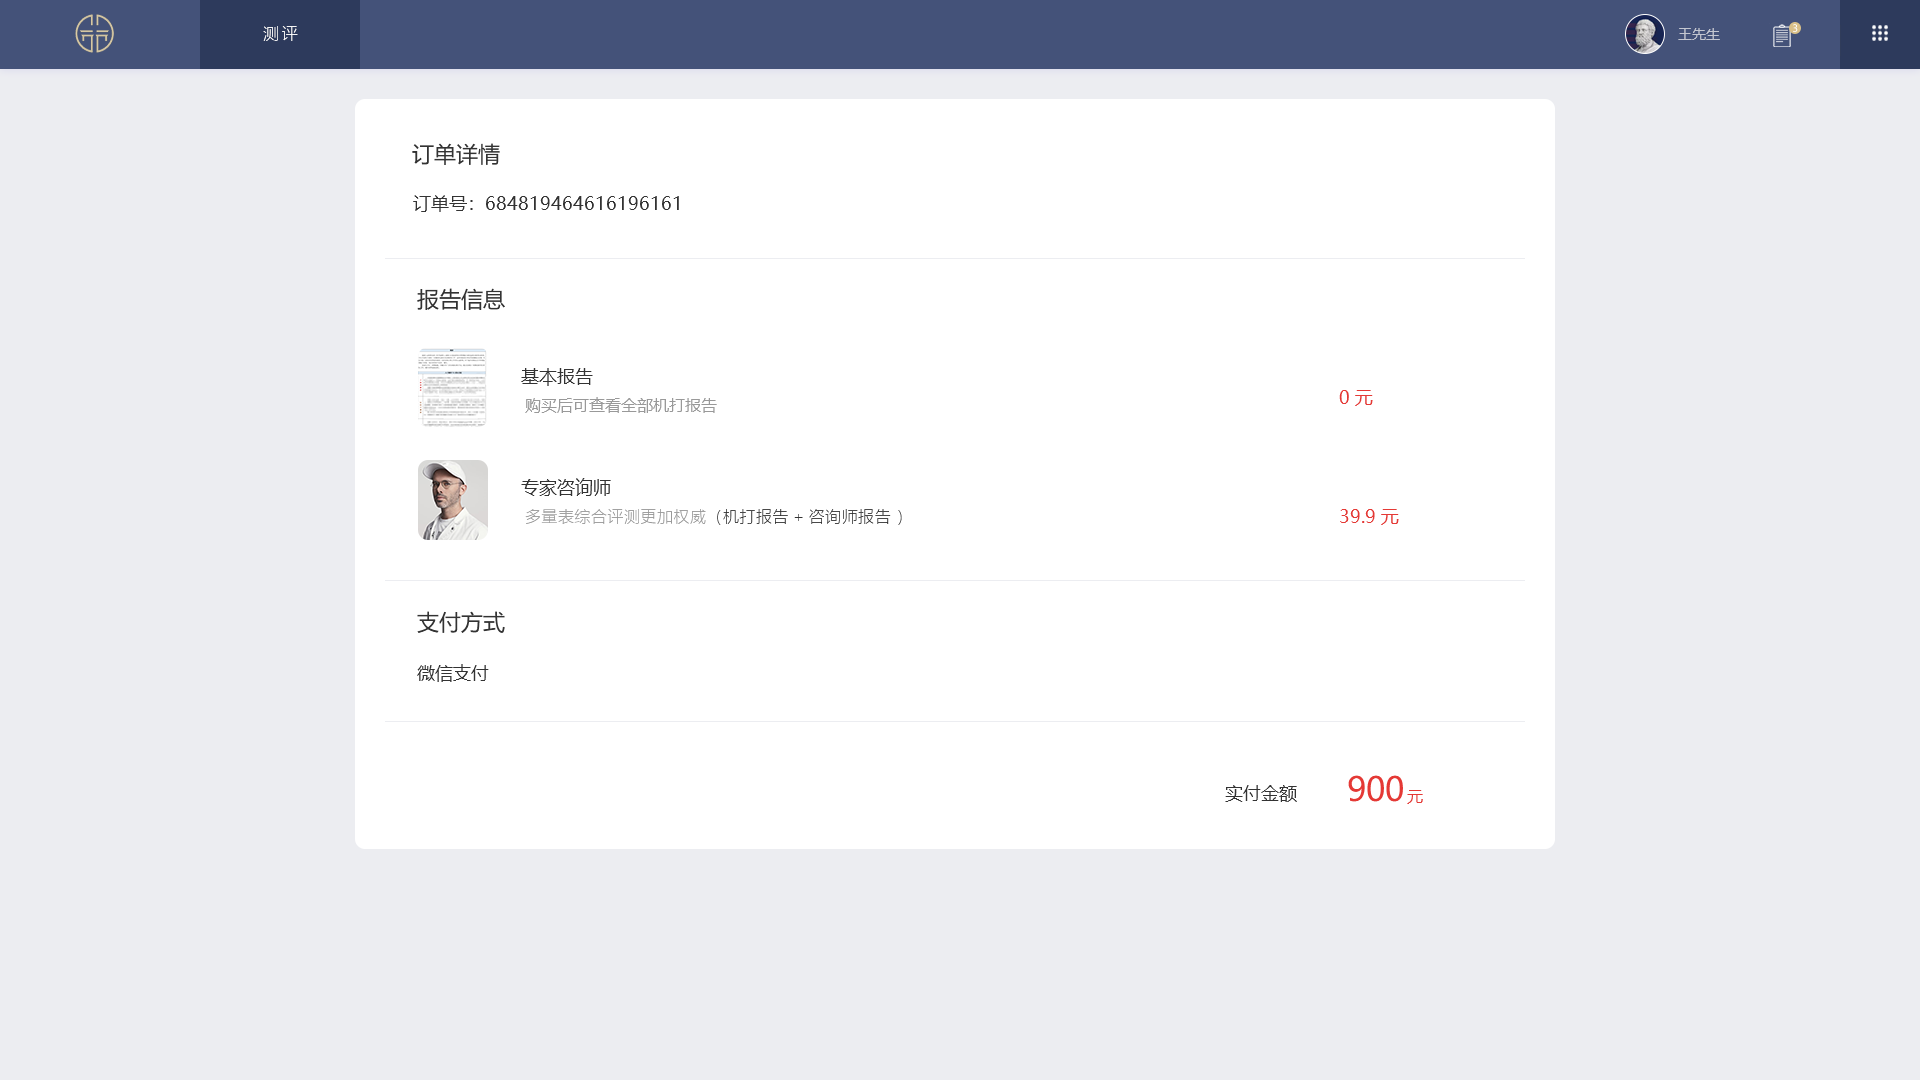 测评
王先生
3
订单详情
订单号：684819464616196161
报告信息
基本报告
购买后可查看全部机打报告
0 元
专家咨询师
多量表综合评测更加权威（机打报告 + 咨询师报告 ）
39.9 元
支付方式
微信支付
实付金额 900元